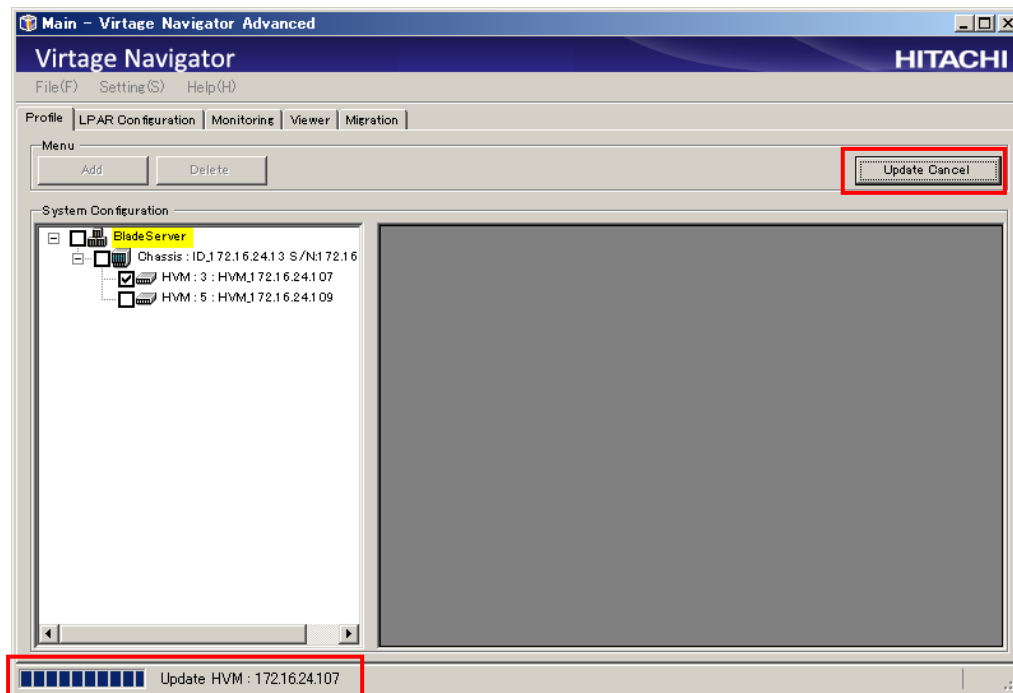 Main - Virtage Navigator Advanced
Virtage Navigator
HITACHI
File(F) Setting(S) Help(H)
Profile LPAR Configuration Monitoring Viewer Migration
Menu
Add Delete Update Cancel
System Configuration
BladeServer
Chassis : ID_172.16.24.13 S/N:172.16
HVM : 3 : HVM_172.16.24.107
HVM : 5 : HVM_172.16.24.109
Update HVM : 172.16.24.107